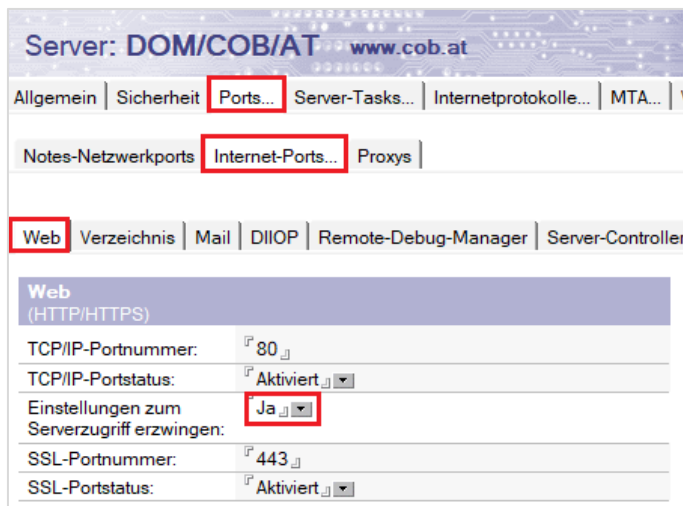 Server: DOM/COB/AT www.cob.at
Allgemein Sicherheit Ports... Server-Tasks... Internetprotokolle... MTA...
Notes-Netzwerkports Internet-Ports... Proxys
Web Verzeichnis Mail DIIOP Remote-Debug-Manager Server-Controller
Web
(HTTP/HTTPS)
TCP/IP-Portnummer: 80
TCP/IP-Portstatus: Aktiviert
Einstellungen zum Ja
Serverzugriff erzwingen:
SSL-Portnummer: 443
SSL-Portstatus: Aktiviert